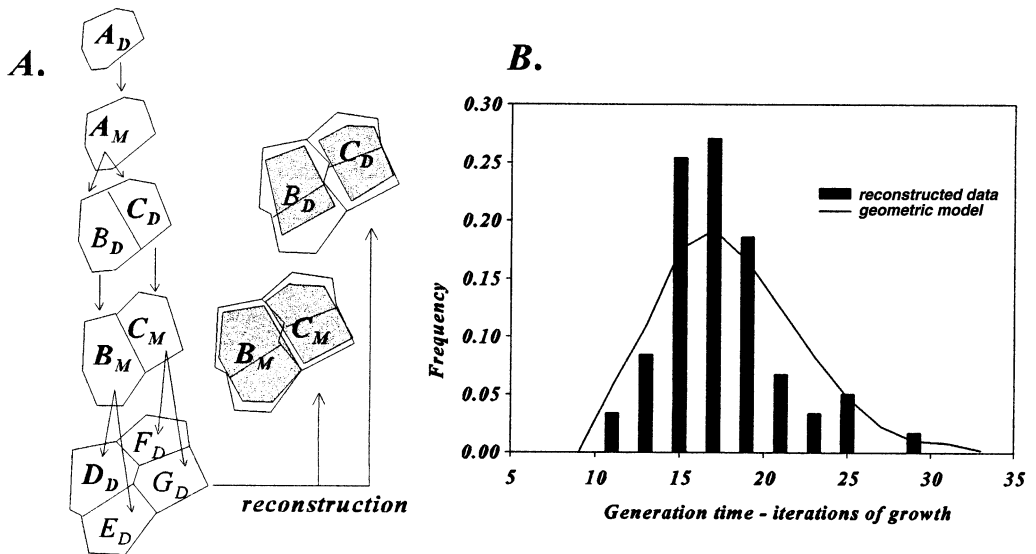 A.
A_D
A_M
B_D
C_D
B_M
C_M
F_D
D_D
G_D
E_D
C_D
B_D
C_M
B_M
reconstruction
B.
0.30
0.25
0.20
0.15
0.10
0.05
0.00
Frequency
reconstructed data
geometric model
5 10 15 20 25 30 35
Generation time - iterations of growth